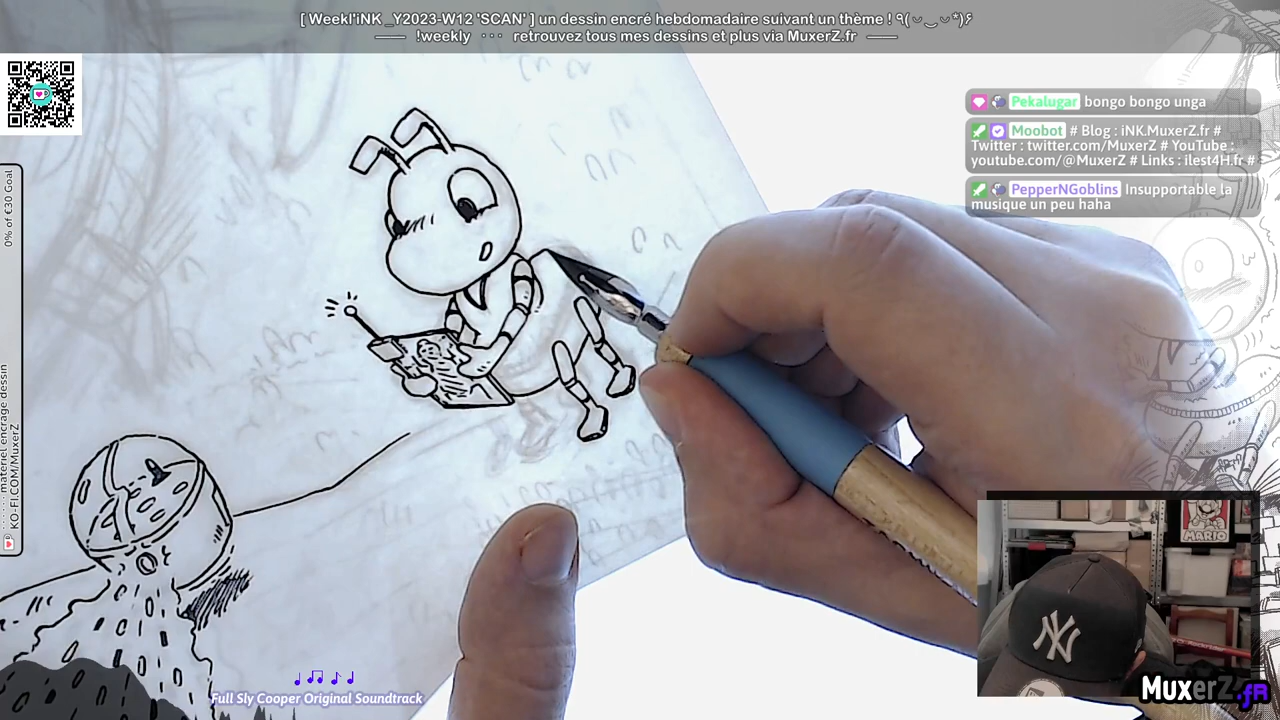 [ Weekl'iNK _Y2023-W12 'SCAN' ] un dessin encré hebdomadaire suivant un thème ! ٩(◡‿◡*)۶
—— !weekly ··· retrouvez tous mes dessins et plus via MuxerZ.fr ——
Pekalugar bongo bongo unga
Moobot # Blog : iNK.MuxerZ.fr #
Twitter : twitter.com/MuxerZ # YouTube :
youtube.com/@MuxerZ # Links : ilest4H.fr #
PepperNGoblins Insupportable la
musique un peu haha
0% of €30 Goal
materiel encrage dessin
KO-FI.COM/MuxerZ
MARIO
NY
Full Sly Cooper Original Soundtrack
MuxerZ.fR